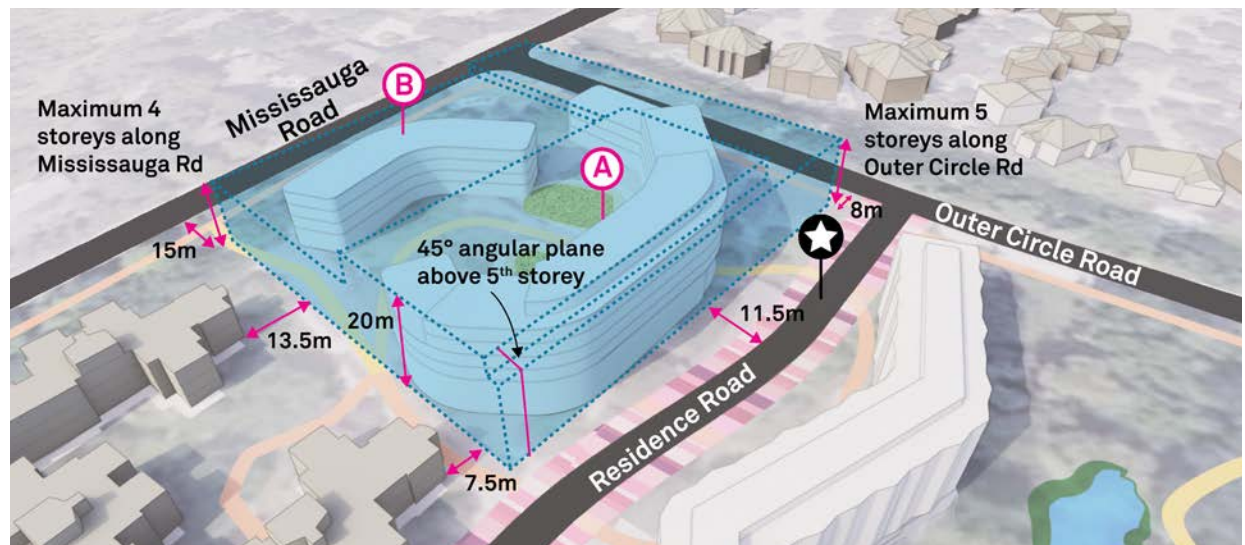 Maximum 4
storeys along
Mississauga Rd
Mississauga
Road
B
A
Maximum 5
storeys along
Outer Circle Rd
15m
8m
Outer Circle Road
45° angular plane
above 5th storey
20m
13.5m
11.5m
Residence Road
7.5m